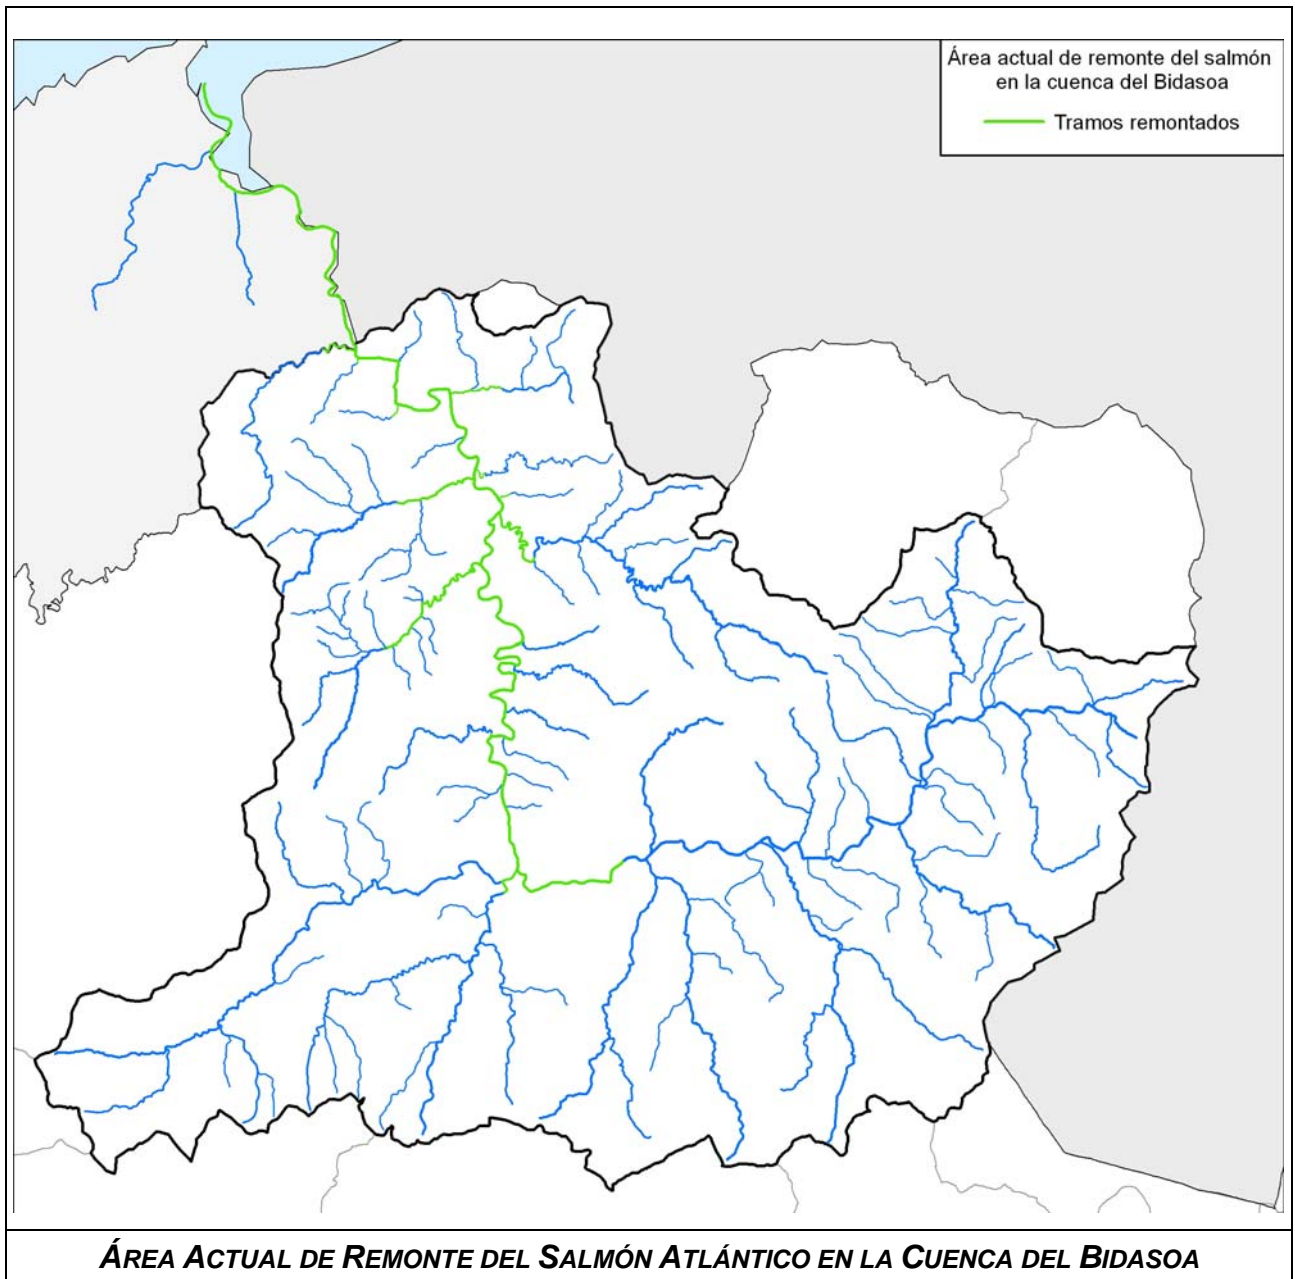 Área actual de remonte del salmón
en la cuenca del Bidasoa
Tramos remontados
ÁREA ACTUAL DE REMONTE DEL SALMÓN ATLÁNTICO EN LA CUENCA DEL BIDASOA